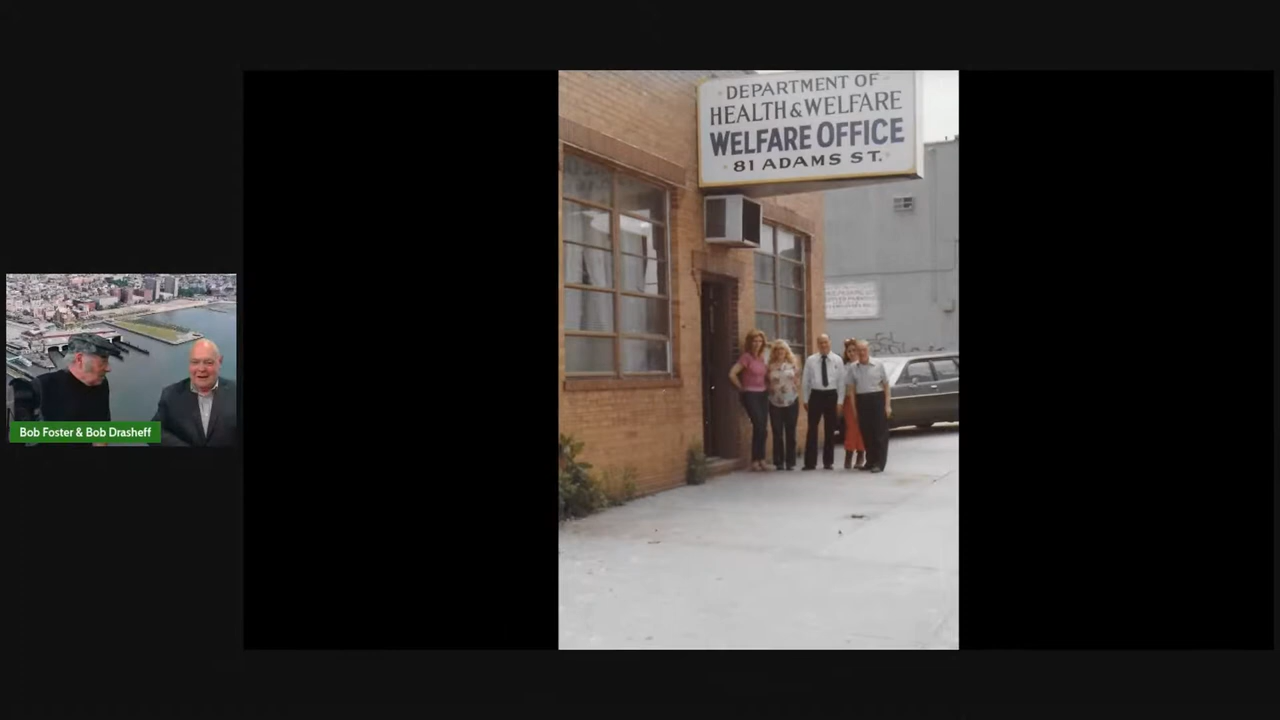 DEPARTMENT OF
HEALTH & WELFARE
WELFARE OFFICE
81 ADAMS ST.
Bob Foster & Bob Drasheff